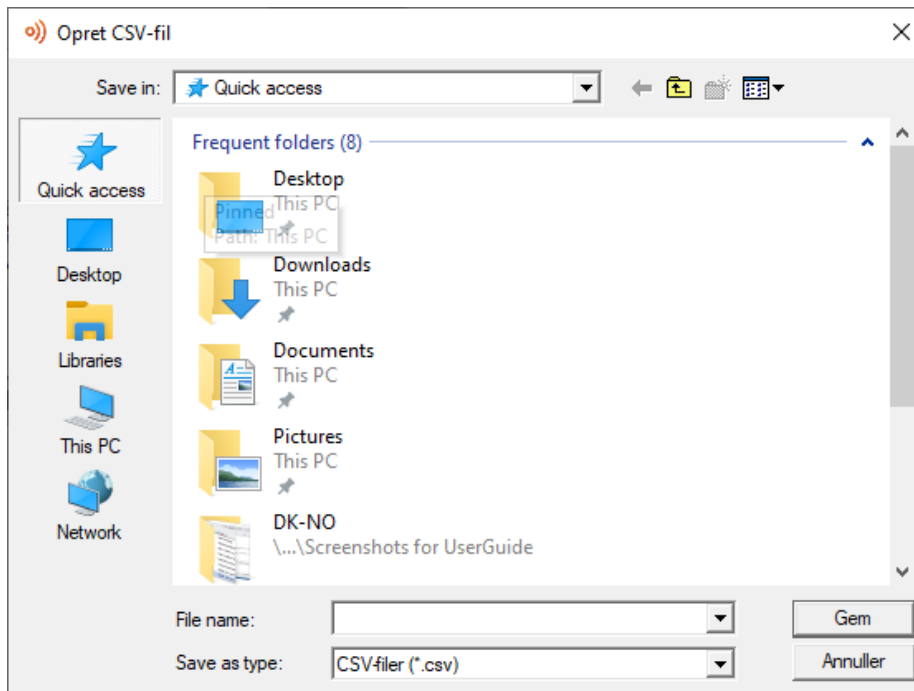 Opret CSV-fil
Save in:
Quick access
Quick access
Desktop
Libraries
This PC
Network
Frequent folders (8)
Desktop
This PC
Pinned
Path: This PC
Downloads
This PC
Documents
This PC
Pictures
This PC
DK-NO
\...\Screenshots for UserGuide
File name:
Gem
Save as type:
CSV-filer (*.csv)
Annuller